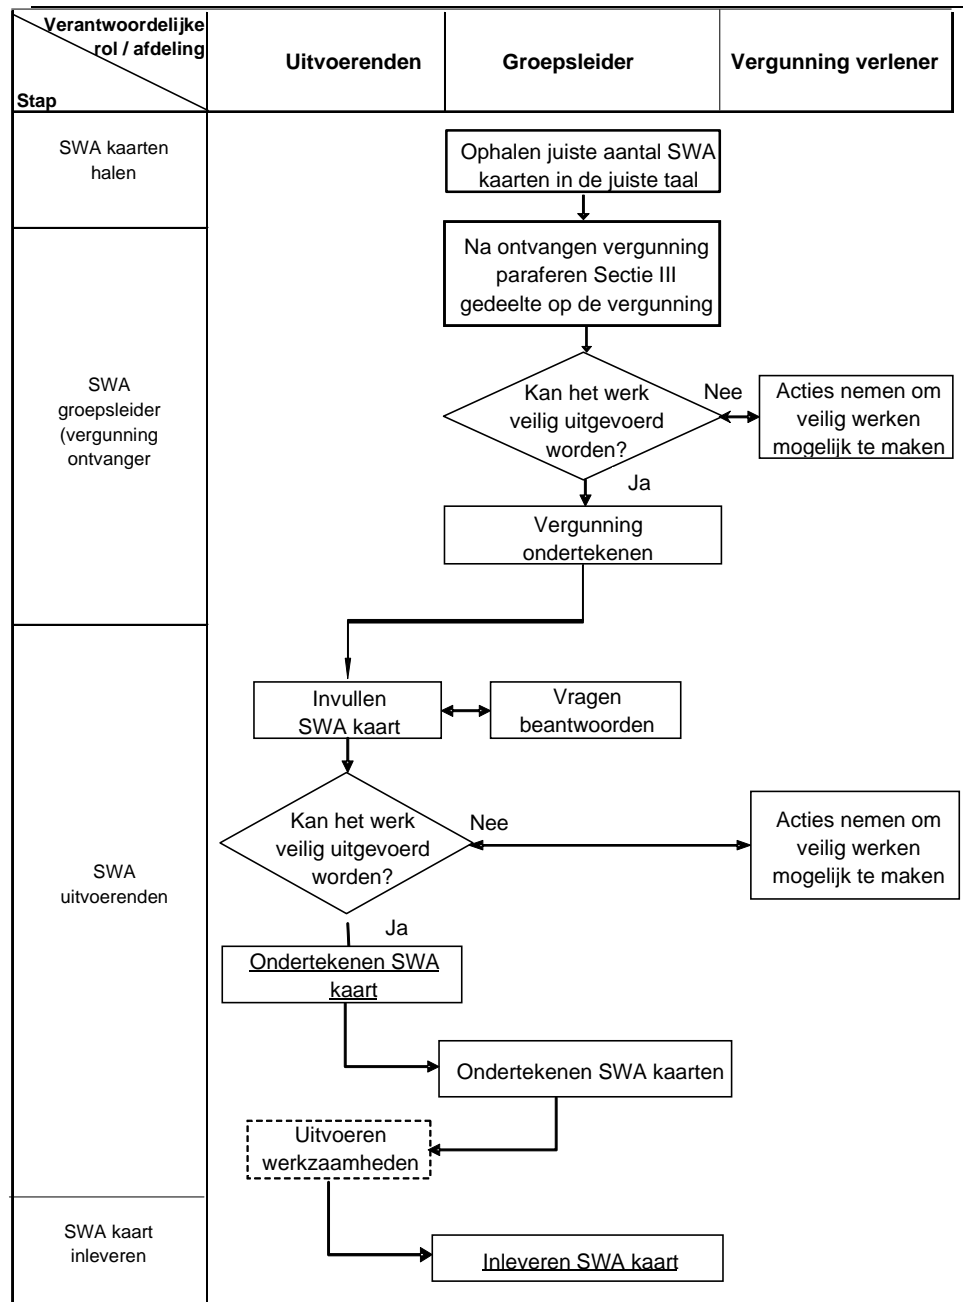 Verantwoordelijke
rol / afdeling
Stap
Uitvoerenden
Groepsleider
Vergunning verlener
SWA kaarten
halen
Ophalen juiste aantal SWA
kaarten in de juiste taal
Na ontvangen vergunning
paraferen Sectie III
gedeelte op de vergunning
SWA
groepsleider
(vergunning
ontvanger
Kan het werk
veilig uitgevoerd
worden?
Nee
Acties nemen om
veilig werken
mogelijk te maken
Ja
Vergunning
ondertekenen
Invullen
SWA kaart
Vragen
beantwoorden
SWA
uitvoerenden
Kan het werk
veilig uitgevoerd
worden?
Nee
Acties nemen om
veilig werken
mogelijk te maken
Ja
Ondertekenen SWA
kaart
Ondertekenen SWA kaarten
Uitvoeren
werkzaamheden
SWA kaart
inleveren
Inleveren SWA kaart